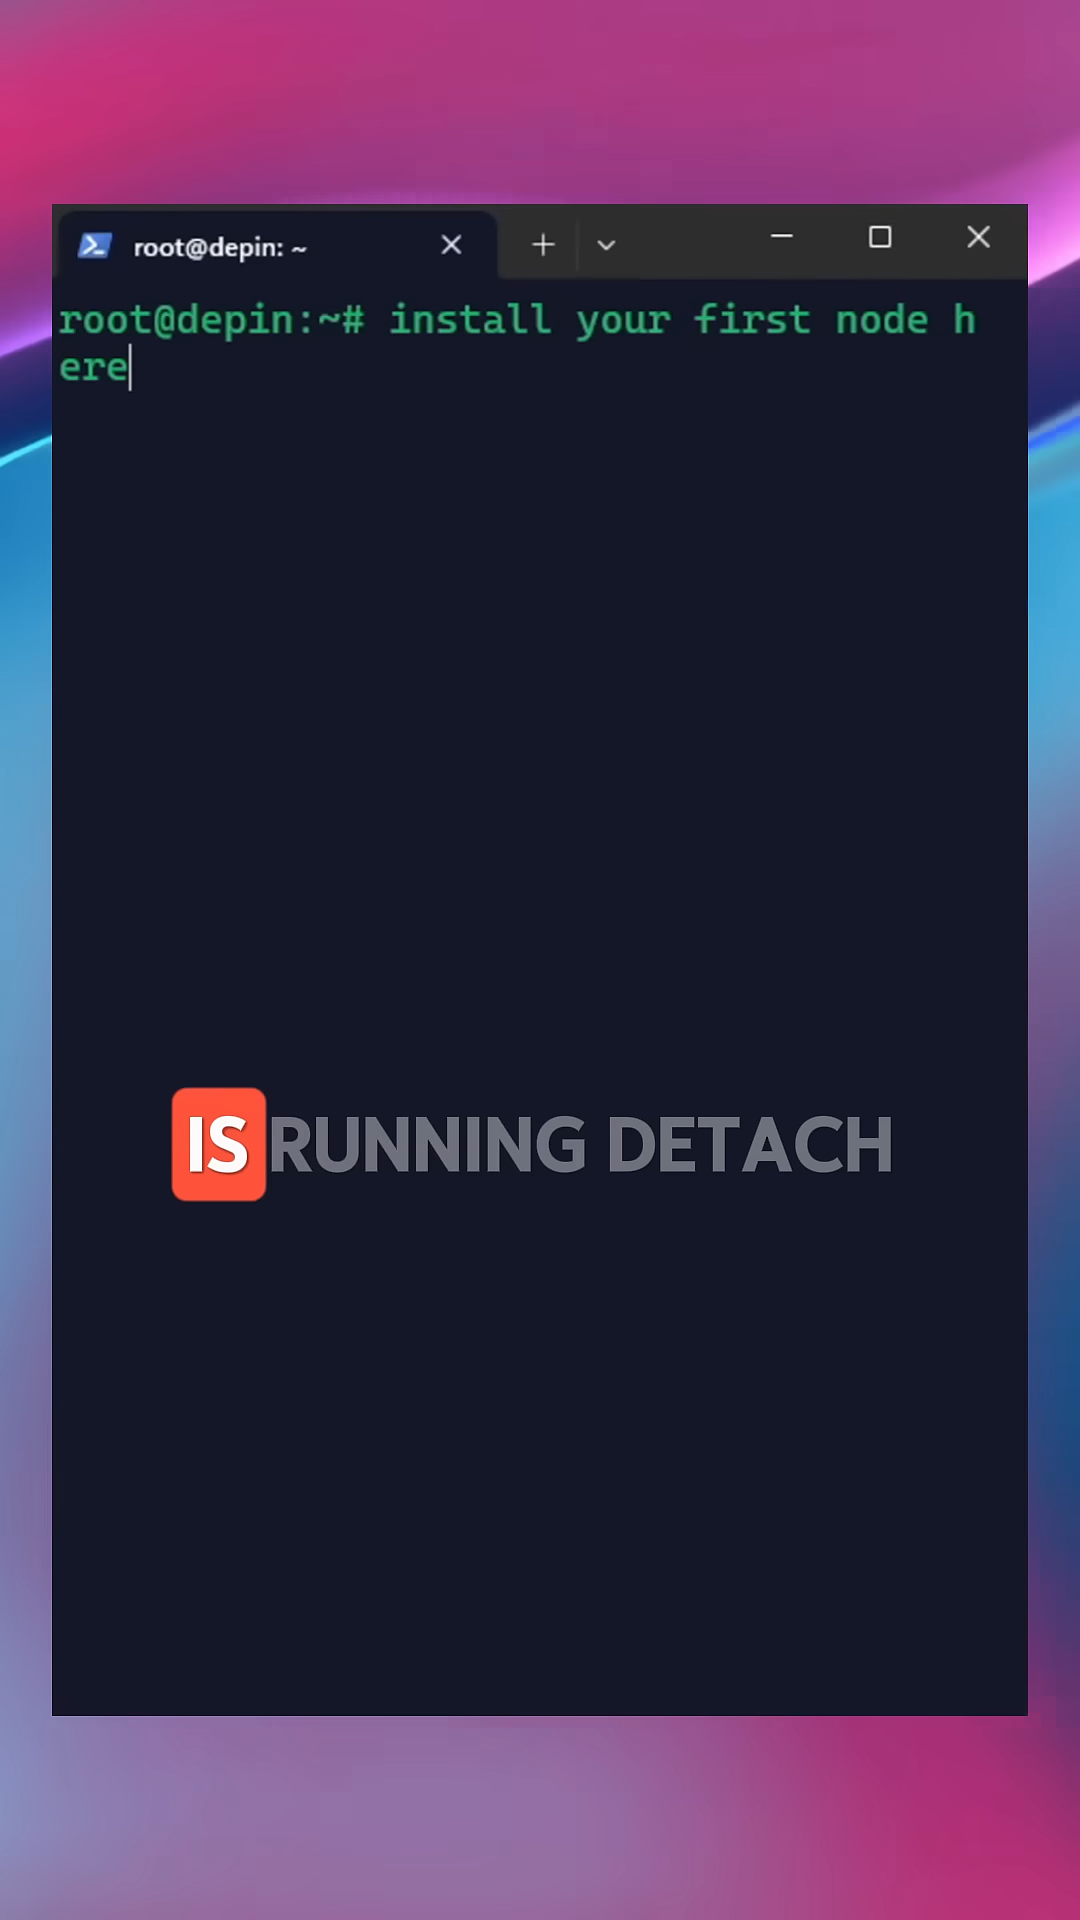 root@depin: ~
root@depin:~# install your first node h
ere
IS RUNNING DETACH